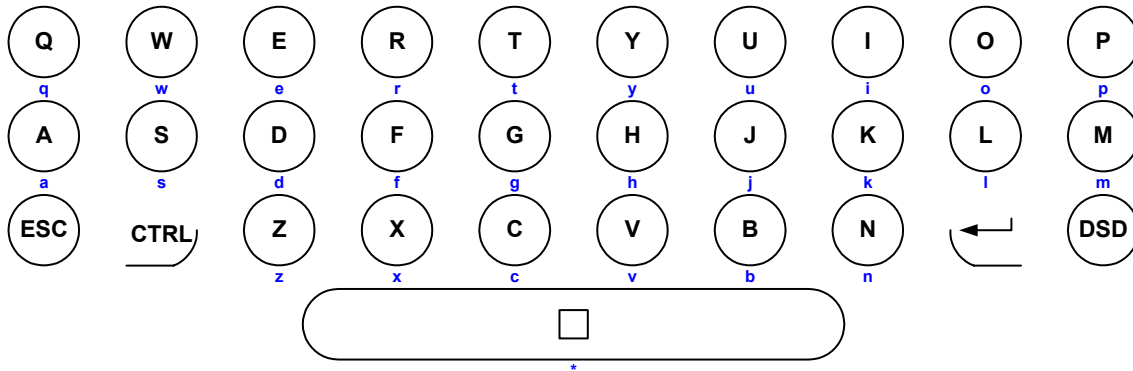 Q W E R T Y U I O P
q w e r t y u i o p
A S D F G H J K L M
a s d f g h j k l m
ESC CTRL Z X C V B N DSD
z x c v b n
*